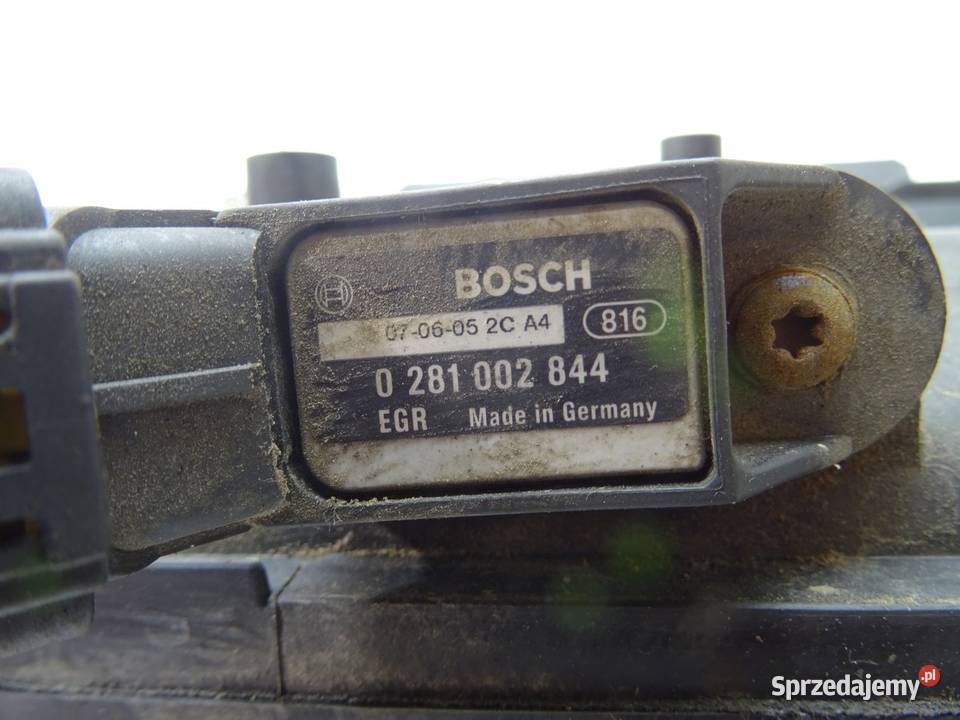 BOSCH
07-06-05 2C A4 816
0 281 002 844
EGR Made in Germany
Sprzedajemy.pl